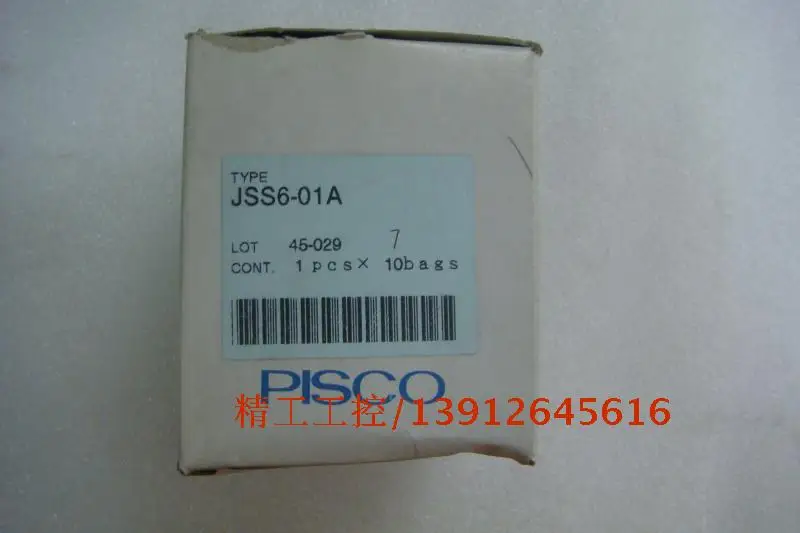 TYPE
JSS6-01A
LOT 45-029 7
CONT. 1pcs× 10bags
PISCO
精工工控/13912645616